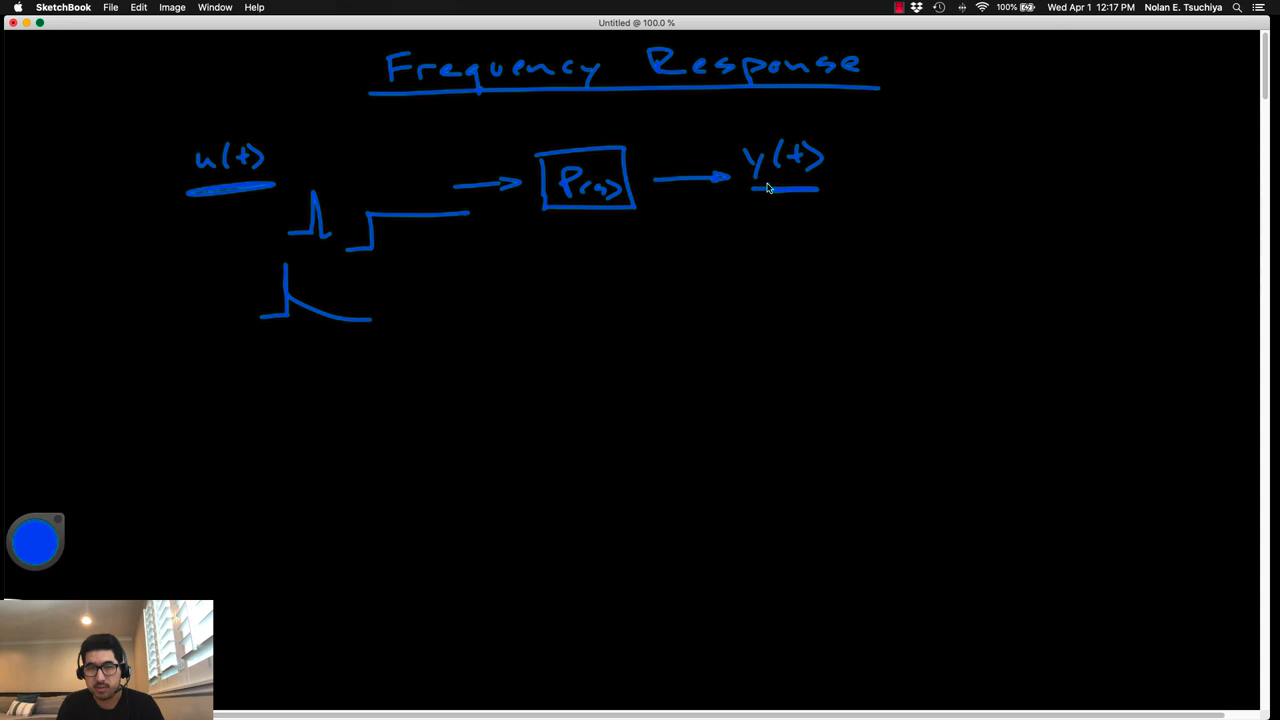 SketchBook File Edit Image Window Help 100% Wed Apr 1 12:17 PM Nolan E. Tsuchiya
Untitled @ 100.0 %
Frequency Response
u(t) P(s) y(t)